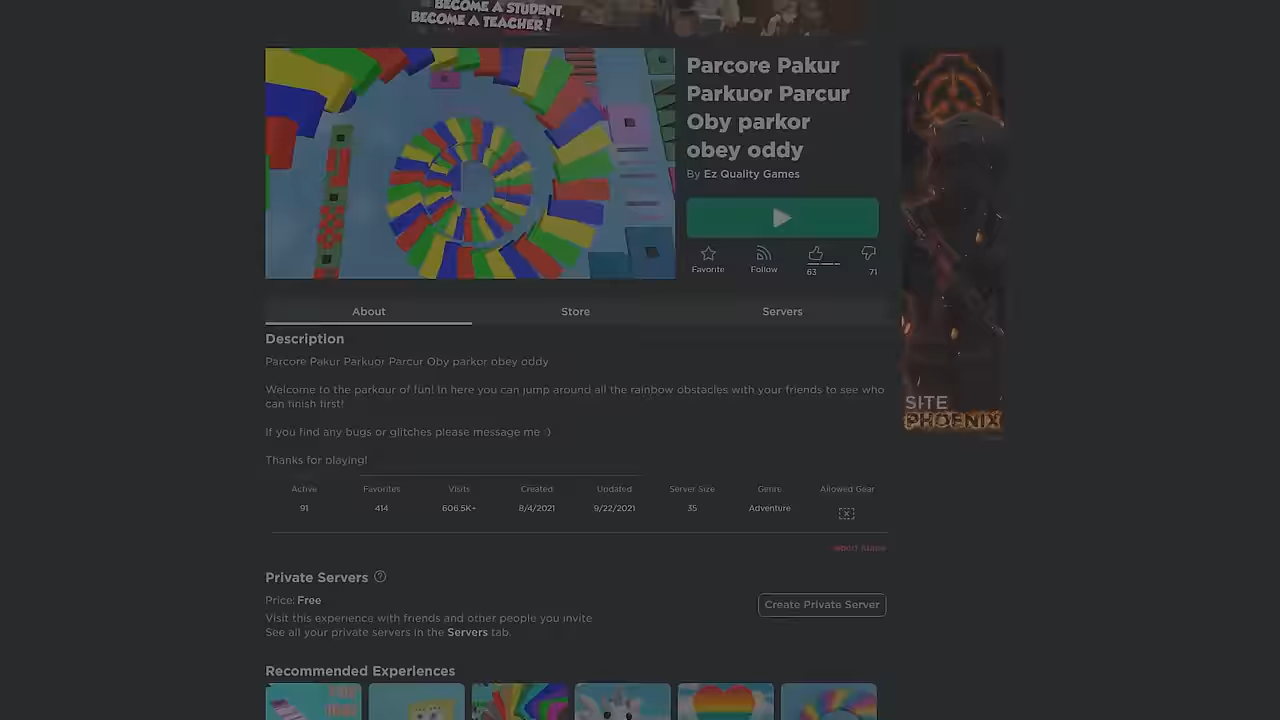 BECOME A STUDENT,
BECOME A TEACHER!
Parcore Pakur
Parkuor Parcur
Oby parkor
obey oddy
By Ez Quality Games
Favorite
Follow
63
71
SITE
PHOENIX
About
Store
Servers
Description
Parcore Pakur Parkuor Parcur Oby parkor obey oddy
Welcome to the parkour of fun! In here you can jump around all the rainbow obstacles with your friends to see who
can finish first!
If you find any bugs or glitches please message me :)
Thanks for playing!
Active
Favorites
Visits
Created
Updated
Server Size
Genre
Allowed Gear
91
414
606.5K+
8/4/2021
9/22/2021
35
Adventure
Private Servers
Price: Free
Visit this experience with friends and other people you invite
See all your private servers in the Servers tab.
Create Private Server
Recommended Experiences